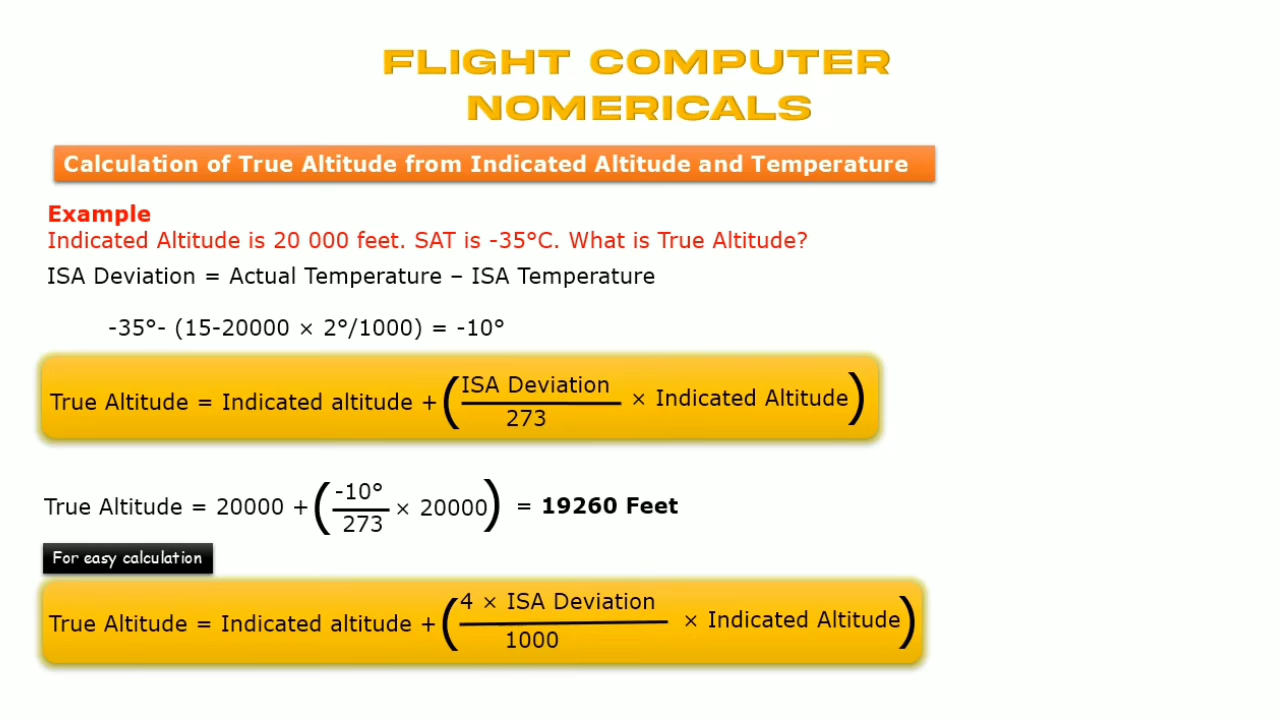 FLIGHT COMPUTER
NOMERICALS
Calculation of True Altitude from Indicated Altitude and Temperature
Example
Indicated Altitude is 20 000 feet. SAT is -35°C. What is True Altitude?
ISA Deviation = Actual Temperature – ISA Temperature
-35°- (15-20000 × 2°/1000) = -10°
True Altitude = Indicated altitude + (ISA Deviation / 273 × Indicated Altitude)
True Altitude = 20000 + (-10° / 273 × 20000) = 19260 Feet
For easy calculation
True Altitude = Indicated altitude + (4 × ISA Deviation / 1000 × Indicated Altitude)